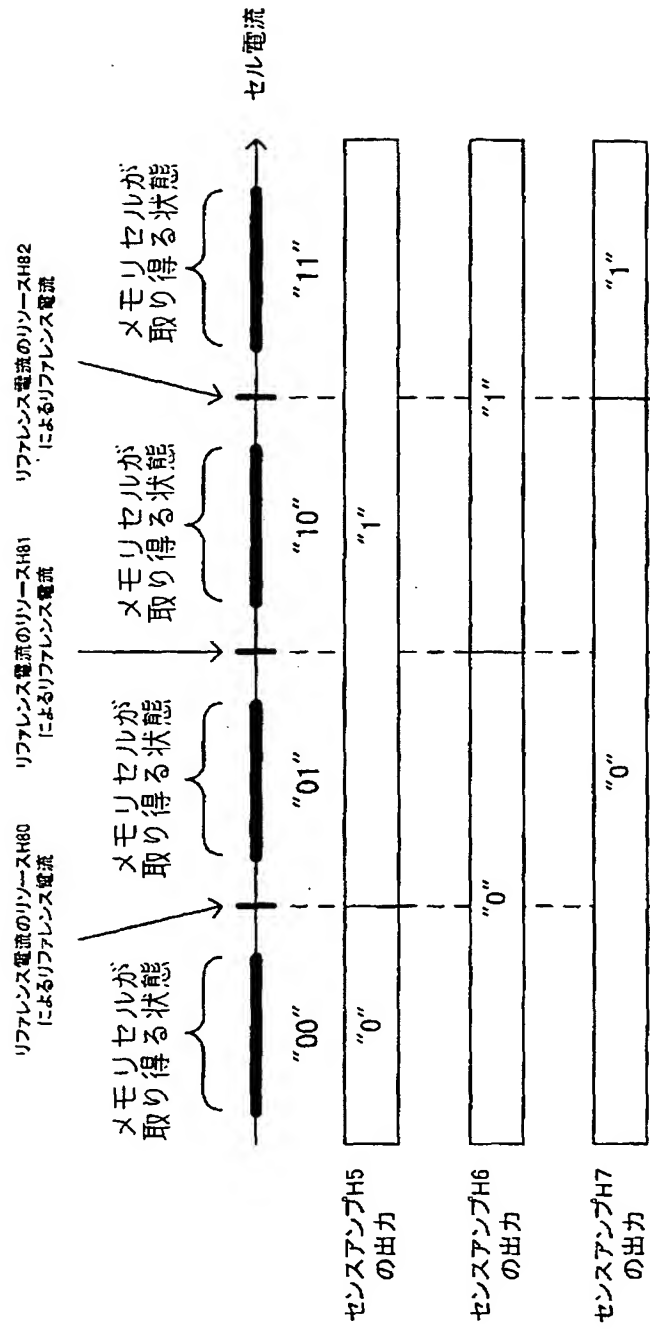 リファレンス電流のリソースH80
によるリファレンス電流
リファレンス電流のリソースH81
によるリファレンス電流
リファレンス電流のリソースH82
によるリファレンス電流
メモリセルが
取り得る状態
メモリセルが
取り得る状態
メモリセルが
取り得る状態
メモリセルが
取り得る状態
セル電流
"00"
"01"
"10"
"11"
センスアンプH5
の出力
"0"
"1"
センスアンプH6
の出力
"0"
"1"
センスアンプH7
の出力
"0"
"1"